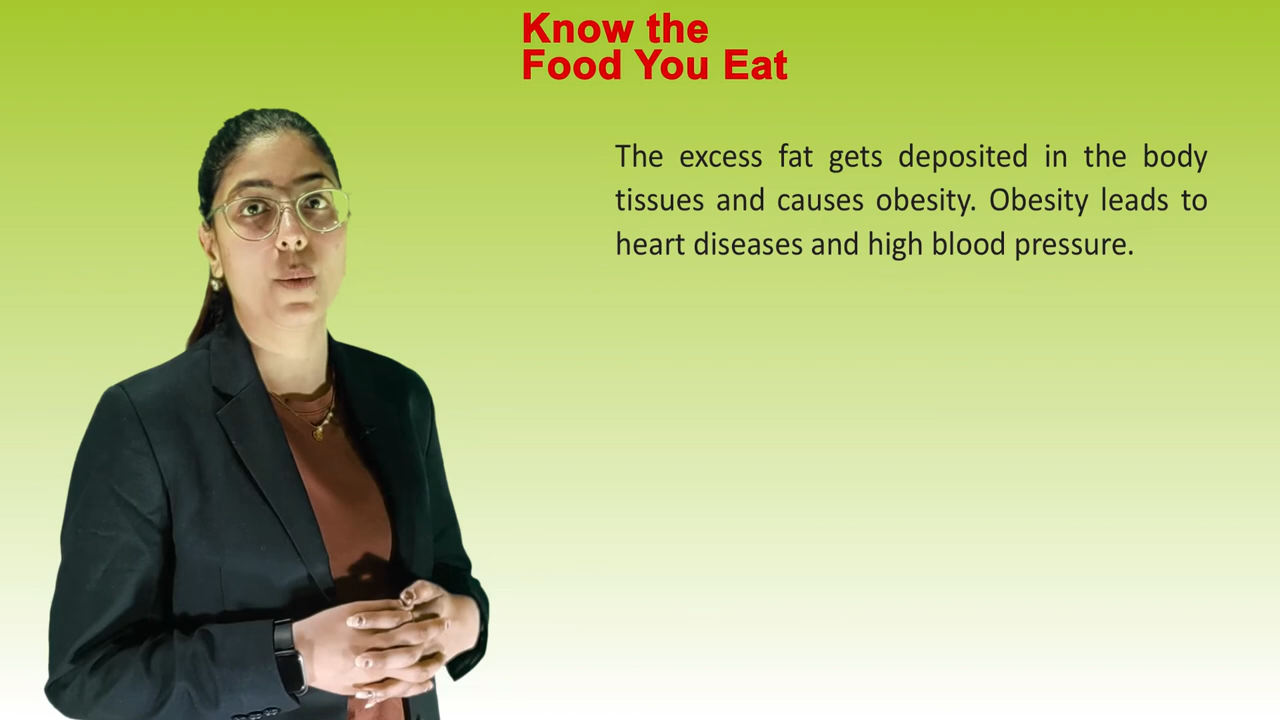 Know the
Food You Eat
The excess fat gets deposited in the body
tissues and causes obesity. Obesity leads to
heart diseases and high blood pressure.